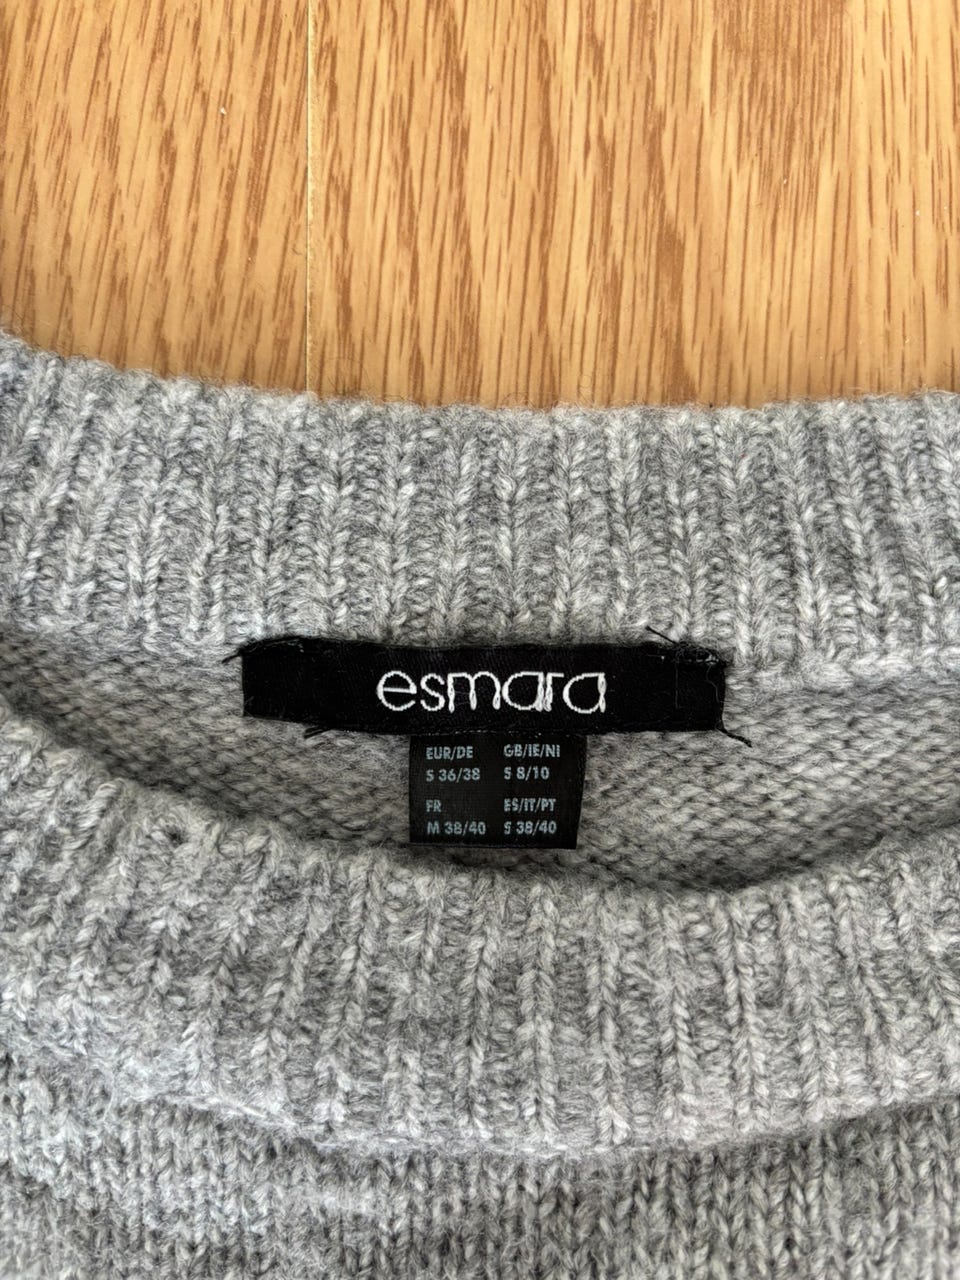 esmara
EUR/DE GB/IE/NI
S 36/38 S 8/10
FR ES/IT/PT
M 38/40 S 38/40